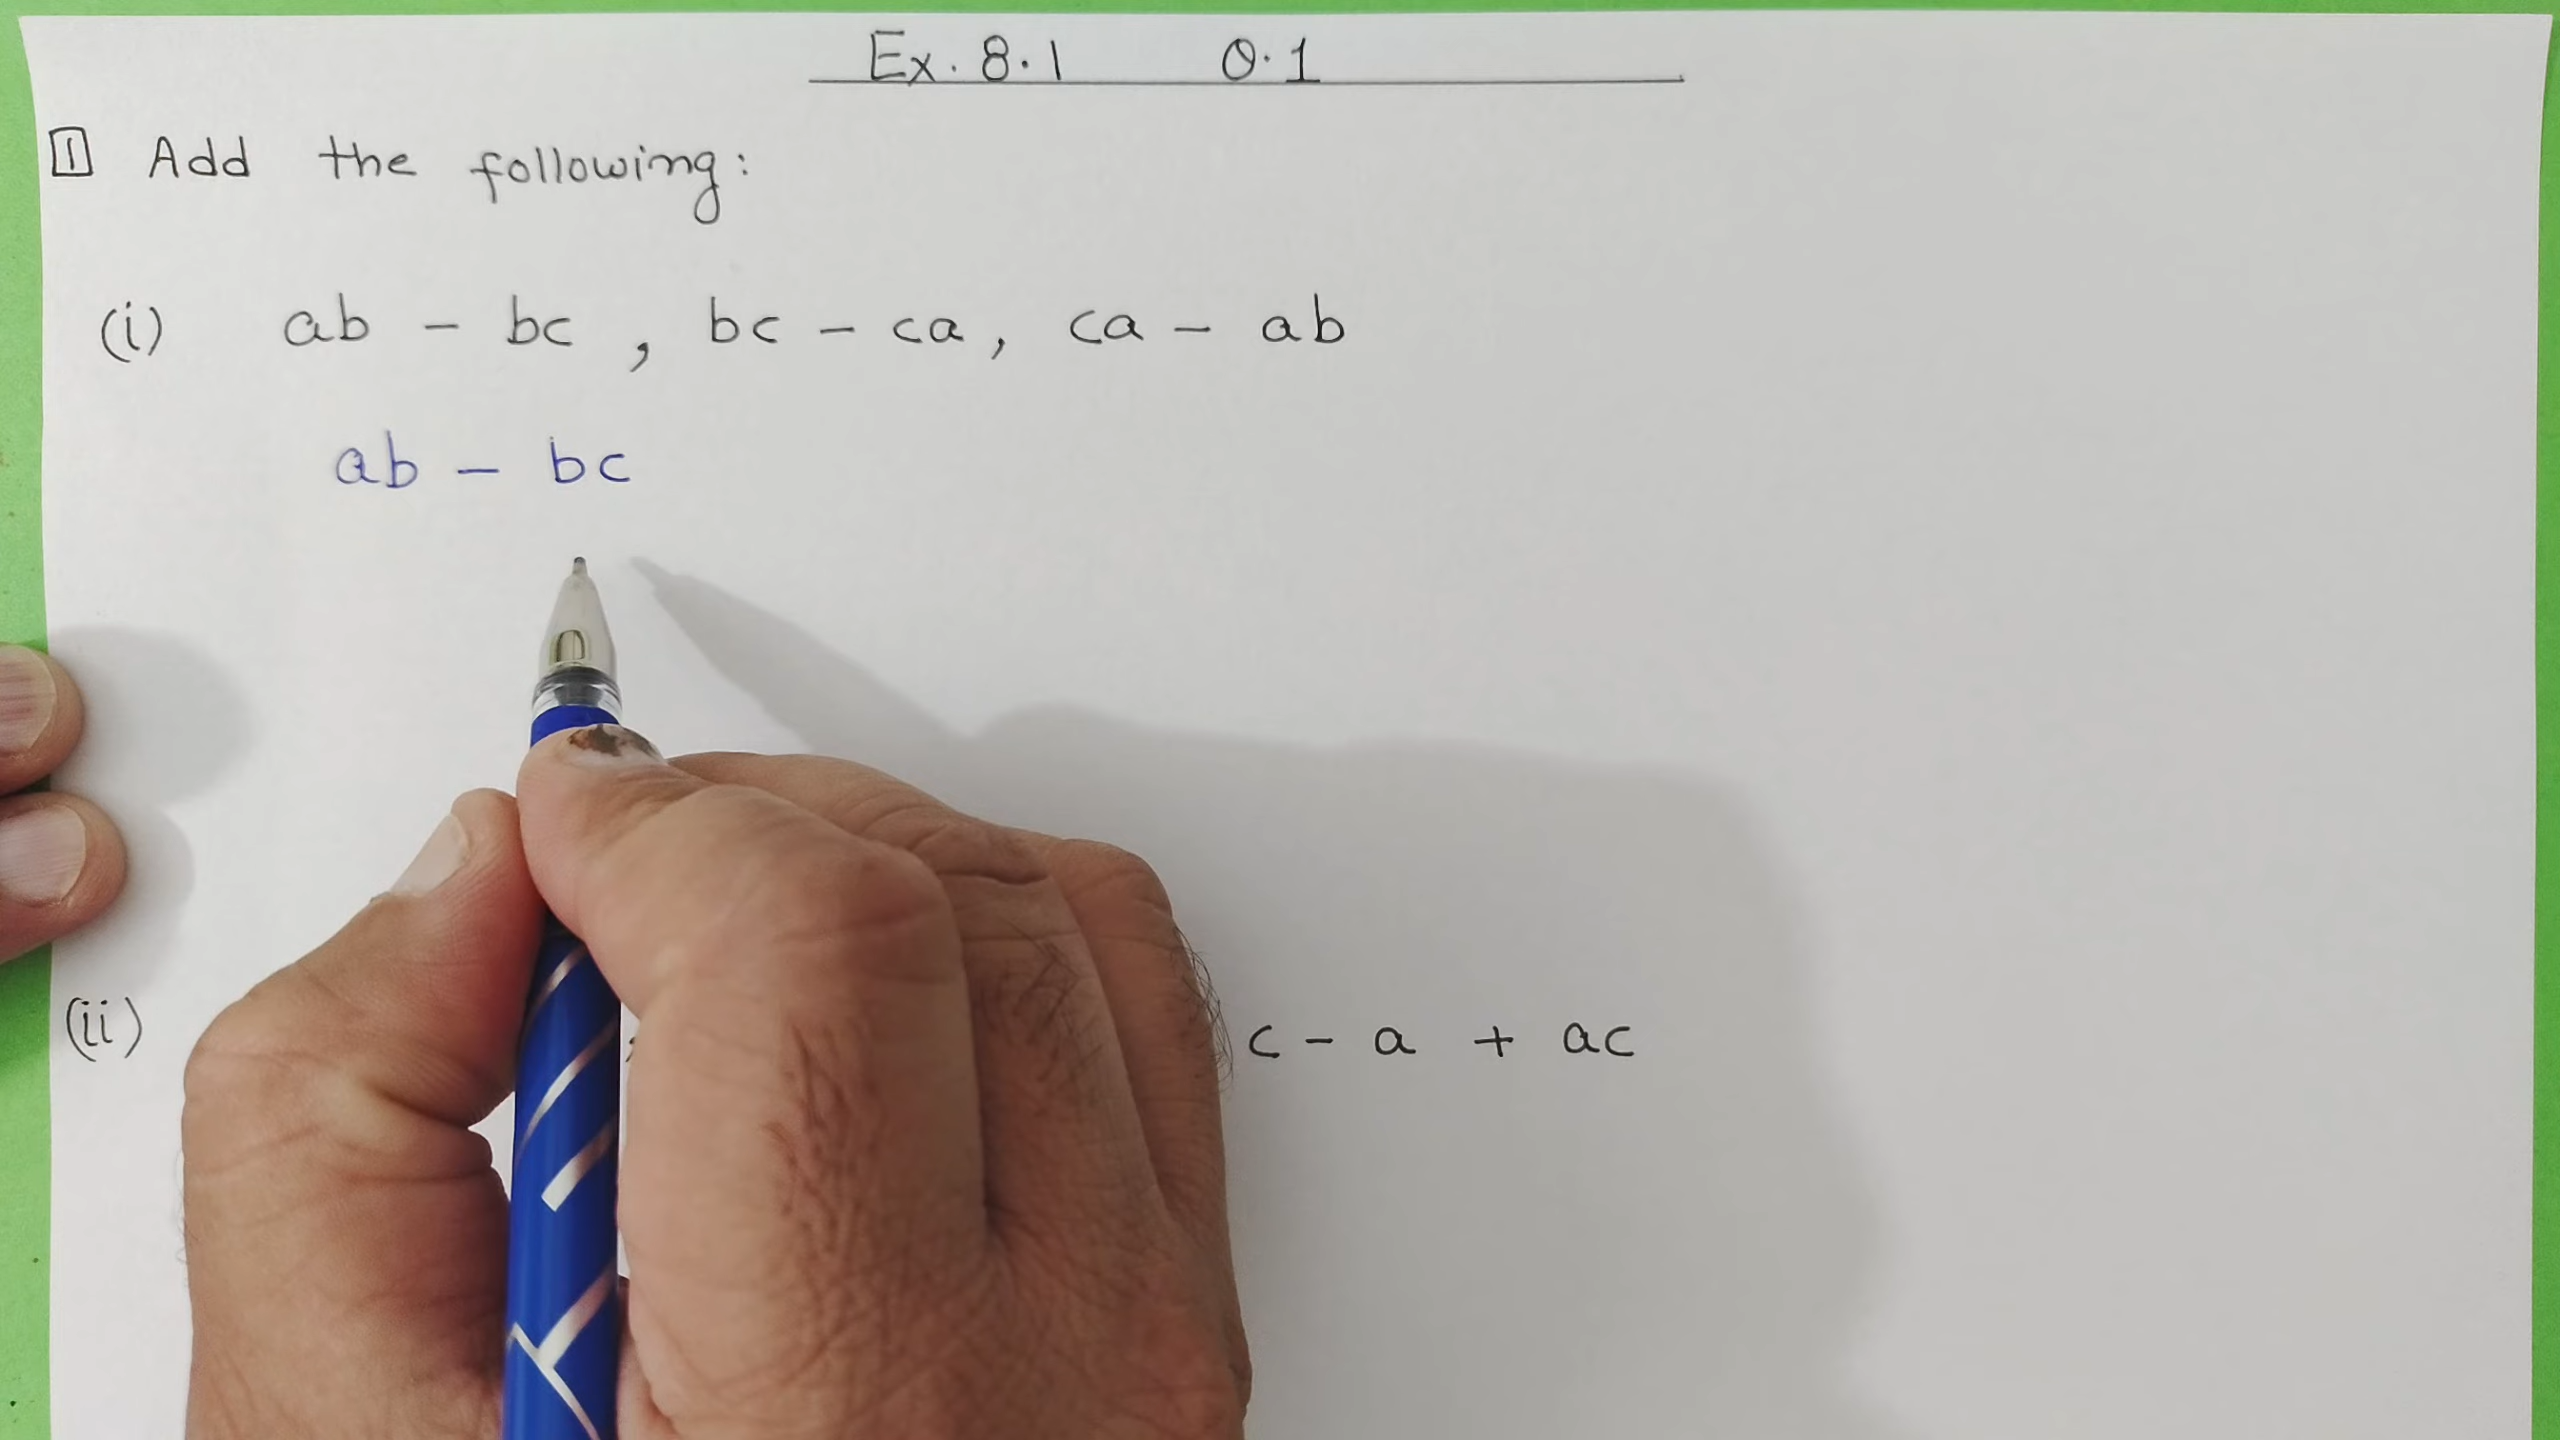 Ex. 8.1 Q.1
1 Add the following:
(i) ab - bc , bc - ca, ca - ab
ab - bc
(ii) c - a + ac